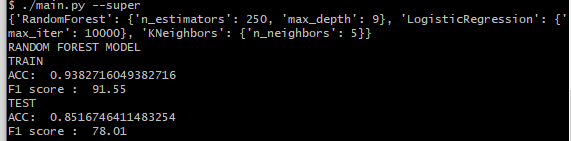 $ ./main.py --super
{'RandomForest': {'n_estimators': 250, 'max_depth': 9}, 'LogisticRegression': {'
max_iter': 10000}, 'KNeighbors': {'n_neighbors': 5}}
RANDOM FOREST MODEL
TRAIN
ACC:  0.9382716049382716
F1 score :  91.55
TEST
ACC:  0.8516746411483254
F1 score :  78.01